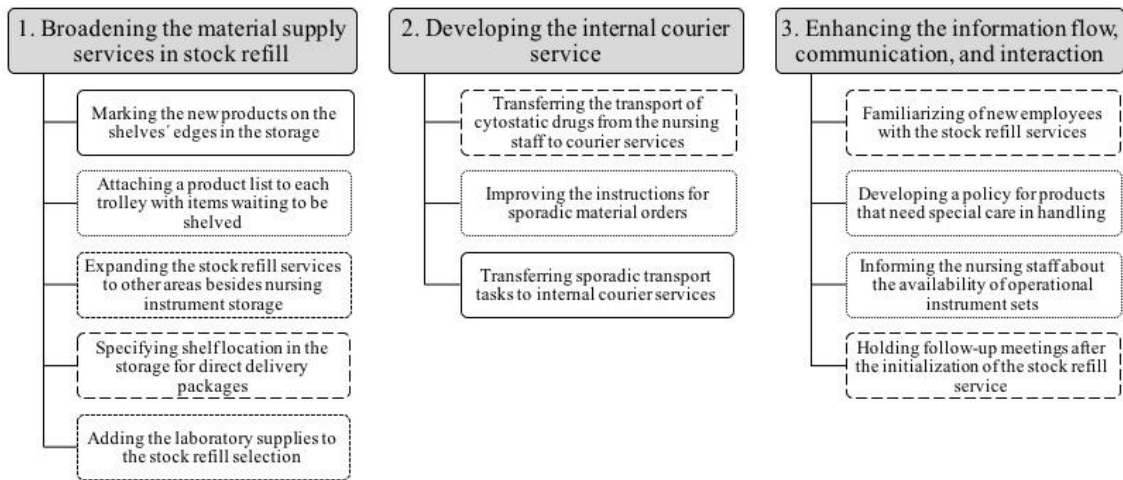 1. Broadening the material supply
services in stock refill
Marking the new products on the
shelves´ edges in the storage
Attaching a product list to each
trolley with items waiting to be
shelved
Expanding the stock refill services
to other areas besides nursing
instrument storage
Specifying shelf location in the
storage for direct delivery
packages
Adding the laboratory supplies to
the stock refill selection
2. Developing the internal courier
service
Transferring the transport of
cytostatic drugs from the nursing
staff to courier services
Improving the instructions for
sporadic material orders
Transferring sporadic transport
tasks to internal courier services
3. Enhancing the information flow,
communication, and interaction
Familiarizing of new employees
with the stock refill services
Developing a policy for products
that need special care in handling
Informing the nursing staff about
the availability of operational
instrument sets
Holding follow-up meetings after
the initialization of the stock refill
service